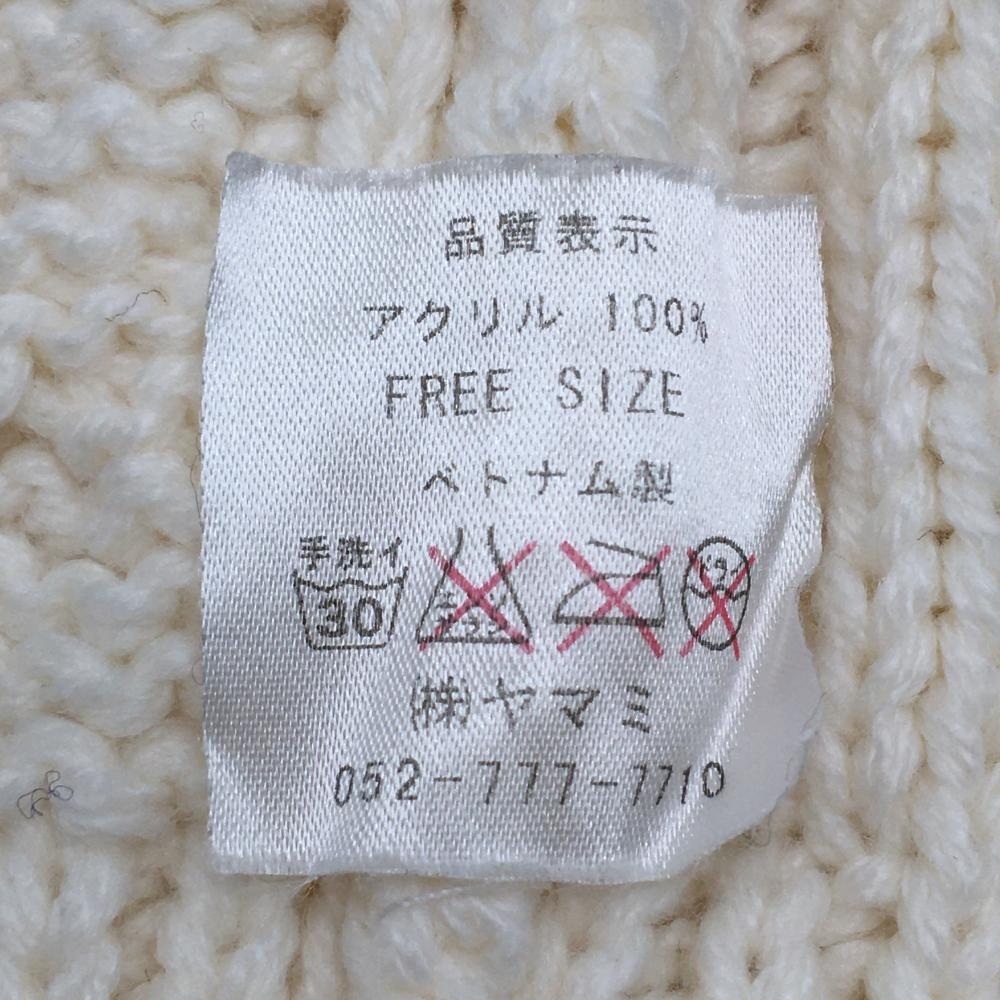 品質表示
アクリル 100%
FREE SIZE
ベトナム製
手洗イ
30
(株)ヤマミ
052-777-7710